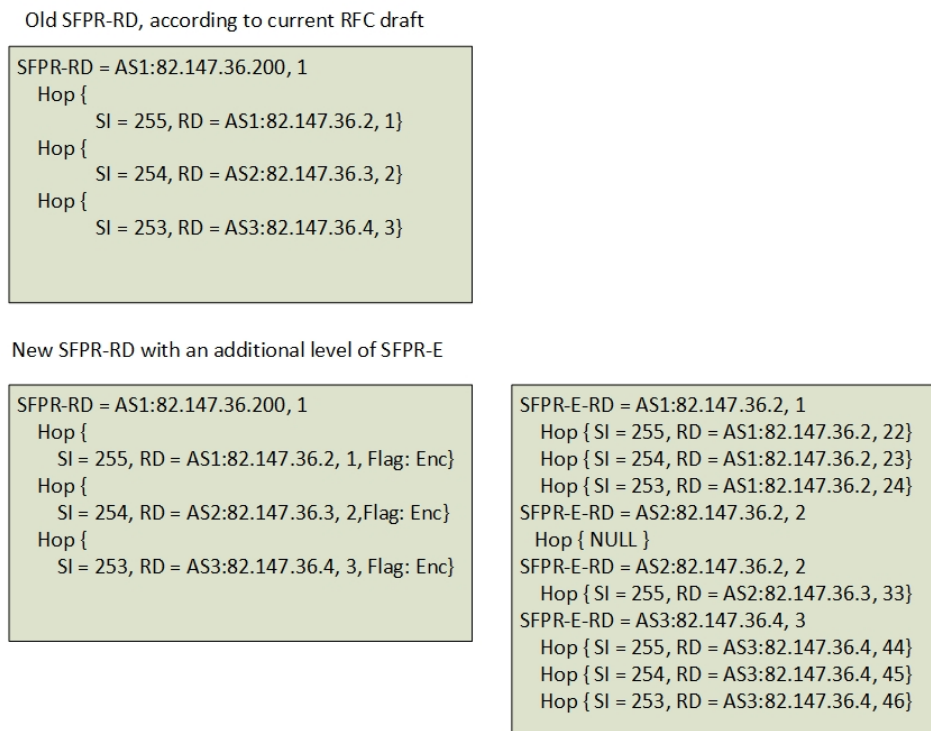 Old SFPR-RD, according to current RFC draft
SFPR-RD = AS1:82.147.36.200, 1
Hop {
SI = 255, RD = AS1:82.147.36.2, 1}
Hop {
SI = 254, RD = AS2:82.147.36.3, 2}
Hop {
SI = 253, RD = AS3:82.147.36.4, 3}
New SFPR-RD with an additional level of SFPR-E
SFPR-RD = AS1:82.147.36.200, 1
Hop {
SI = 255, RD = AS1:82.147.36.2, 1, Flag: Enc}
Hop {
SI = 254, RD = AS2:82.147.36.3, 2,Flag: Enc}
Hop {
SI = 253, RD = AS3:82.147.36.4, 3, Flag: Enc}
SFPR-E-RD = AS1:82.147.36.2, 1
Hop { SI = 255, RD = AS1:82.147.36.2, 22}
Hop { SI = 254, RD = AS1:82.147.36.2, 23}
Hop { SI = 253, RD = AS1:82.147.36.2, 24}
SFPR-E-RD = AS2:82.147.36.2, 2
Hop { NULL }
SFPR-E-RD = AS2:82.147.36.2, 2
Hop { SI = 255, RD = AS2:82.147.36.3, 33}
SFPR-E-RD = AS3:82.147.36.4, 3
Hop { SI = 255, RD = AS3:82.147.36.4, 44}
Hop { SI = 254, RD = AS3:82.147.36.4, 45}
Hop { SI = 253, RD = AS3:82.147.36.4, 46}